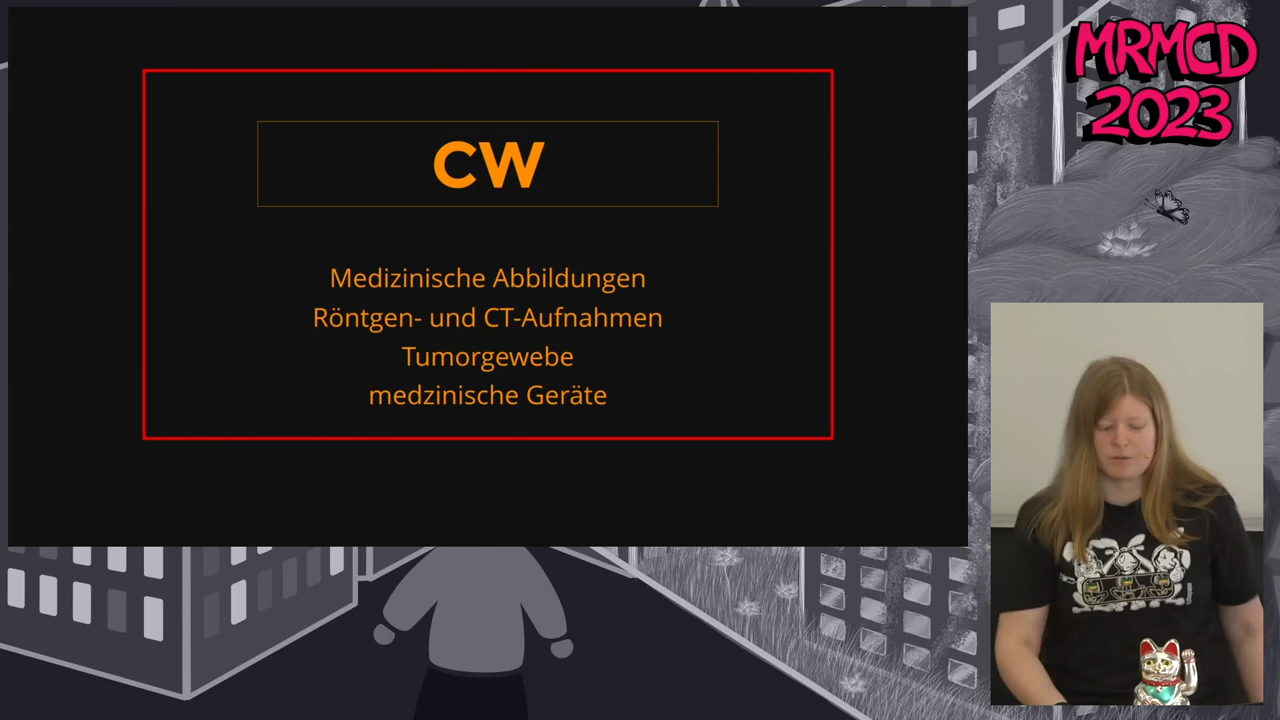 CW
Medizinische Abbildungen
Röntgen- und CT-Aufnahmen
Tumorgewebe
medzinische Geräte
MRMCD
2023